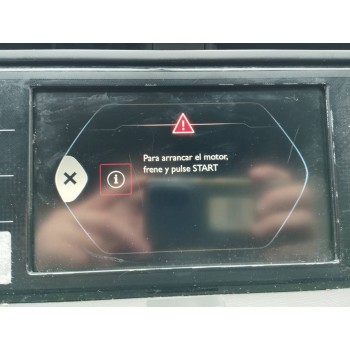 Para arrancar el motor,
frene y pulse START